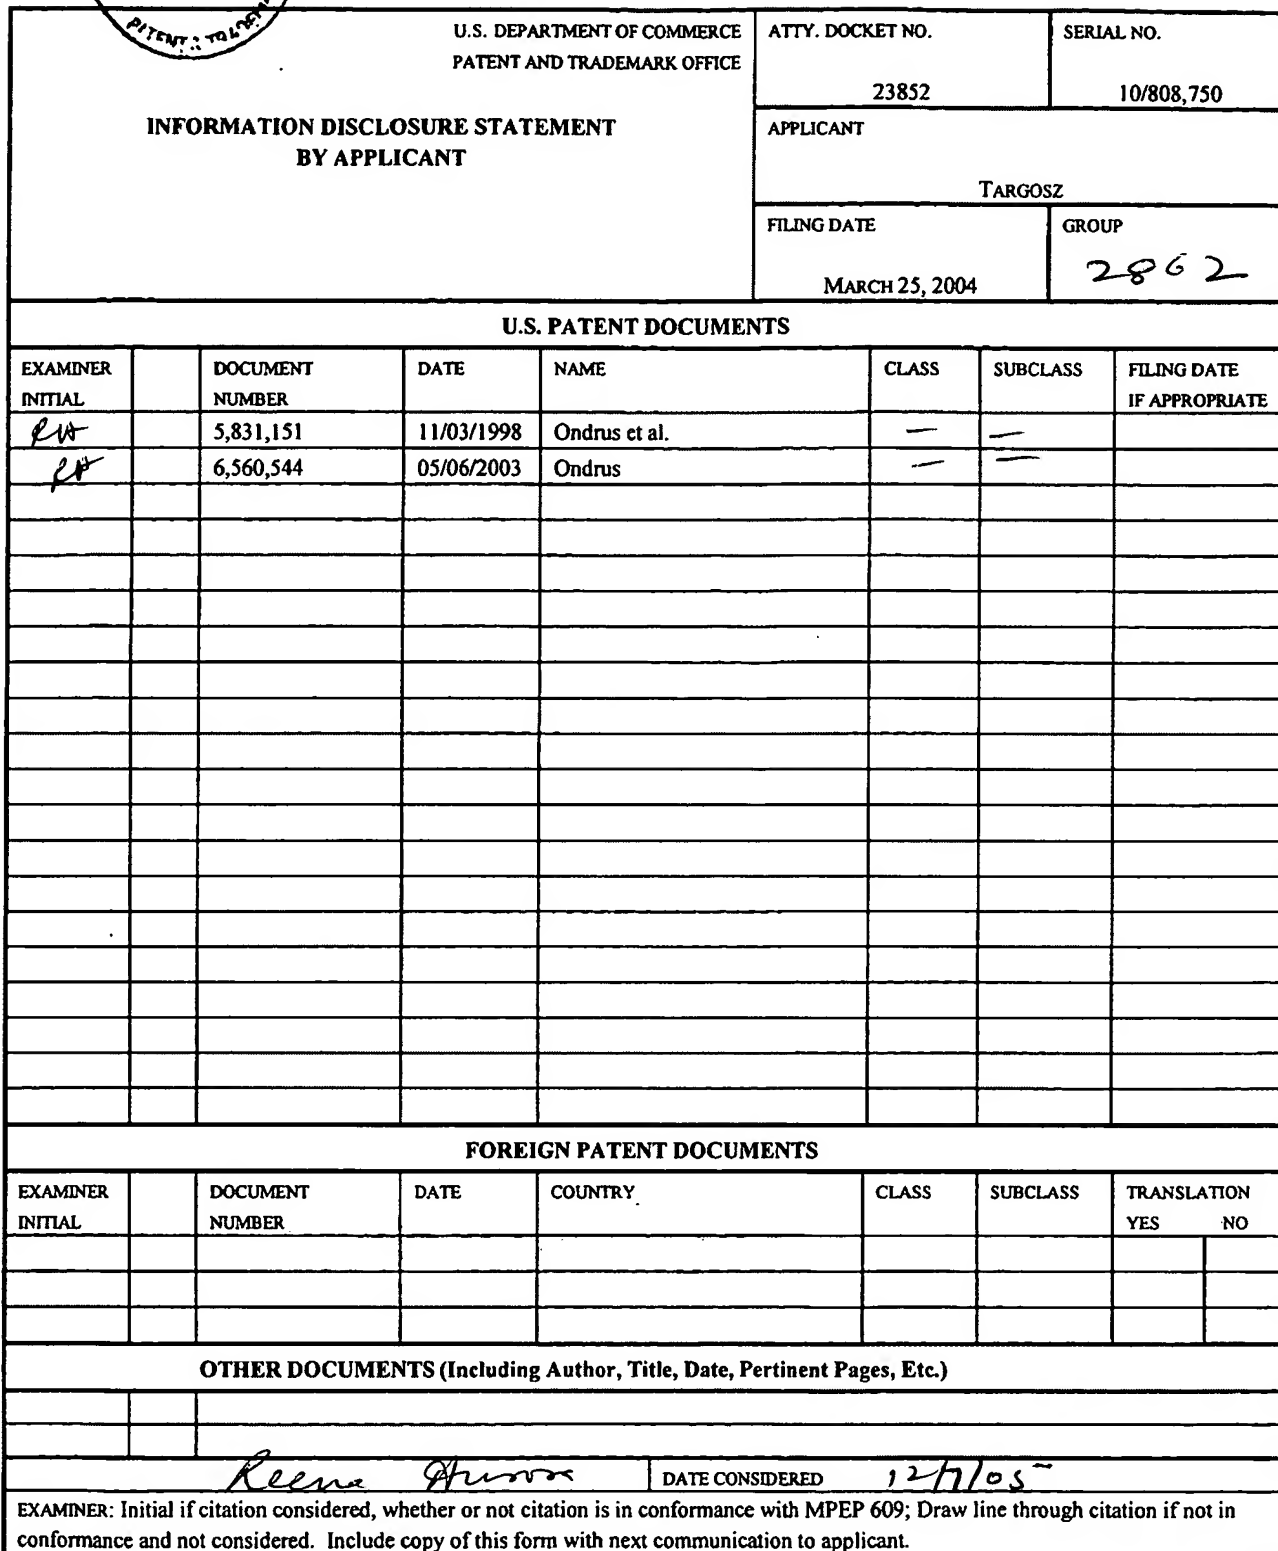 PATENT & TRADEM
U.S. DEPARTMENT OF COMMERCE
PATENT AND TRADEMARK OFFICE
ATTY. DOCKET NO.
23852
SERIAL NO.
10/808,750
INFORMATION DISCLOSURE STATEMENT
BY APPLICANT
APPLICANT
TARGOSZ
FILING DATE
MARCH 25, 2004
GROUP
2862
U.S. PATENT DOCUMENTS
EXAMINER INITIAL DOCUMENT NUMBER DATE NAME CLASS SUBCLASS FILING DATE IF APPROPRIATE
RH 5,831,151 11/03/1998 Ondrus et al. — —
RH 6,560,544 05/06/2003 Ondrus — —
FOREIGN PATENT DOCUMENTS
EXAMINER INITIAL DOCUMENT NUMBER DATE COUNTRY CLASS SUBCLASS TRANSLATION YES NO
OTHER DOCUMENTS (Including Author, Title, Date, Pertinent Pages, Etc.)
Reena DATE CONSIDERED 12/7/05
EXAMINER: Initial if citation considered, whether or not citation is in conformance with MPEP 609; Draw line through citation if not in
conformance and not considered. Include copy of this form with next communication to applicant.